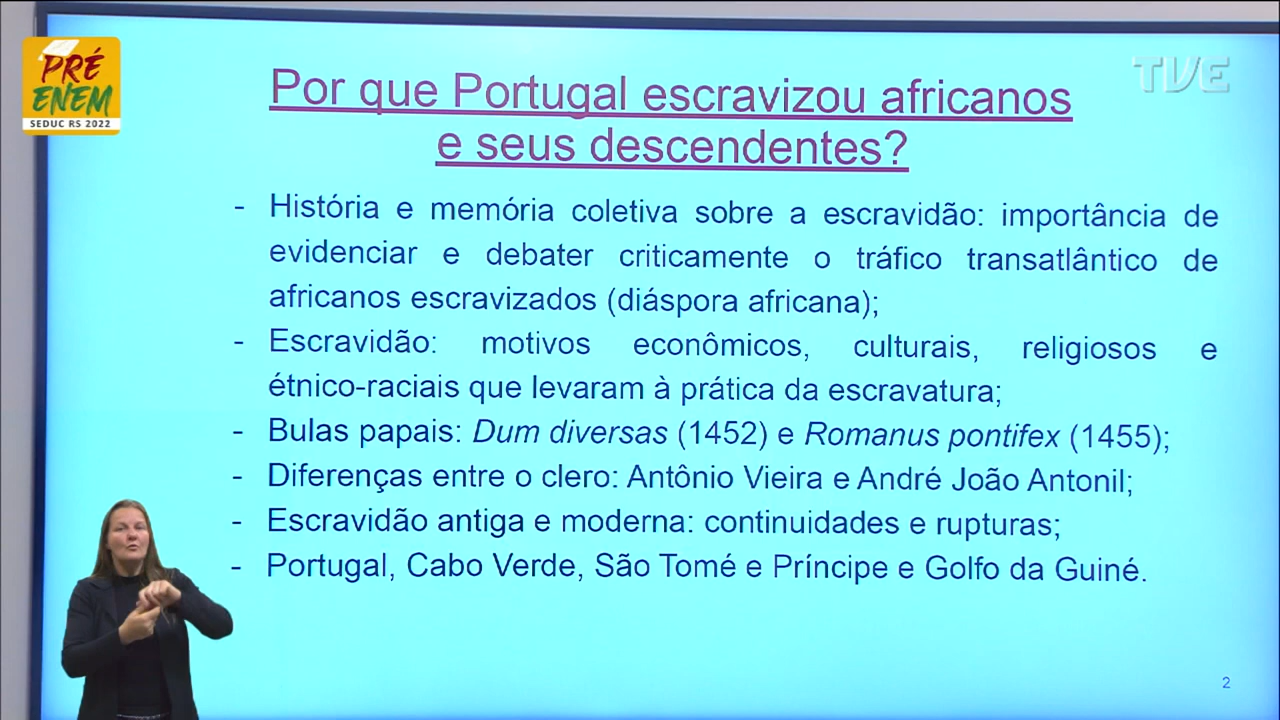 PRÉ
ENEM
SEDUC RS 2022
TVE
Por que Portugal escravizou africanos
e seus descendentes?
- História e memória coletiva sobre a escravidão: importância de
evidenciar e debater criticamente o tráfico transatlântico de
africanos escravizados (diáspora africana);
- Escravidão: motivos econômicos, culturais, religiosos e
étnico-raciais que levaram à prática da escravatura;
- Bulas papais: Dum diversas (1452) e Romanus pontifex (1455);
- Diferenças entre o clero: Antônio Vieira e André João Antonil;
- Escravidão antiga e moderna: continuidades e rupturas;
- Portugal, Cabo Verde, São Tomé e Príncipe e Golfo da Guiné.
2